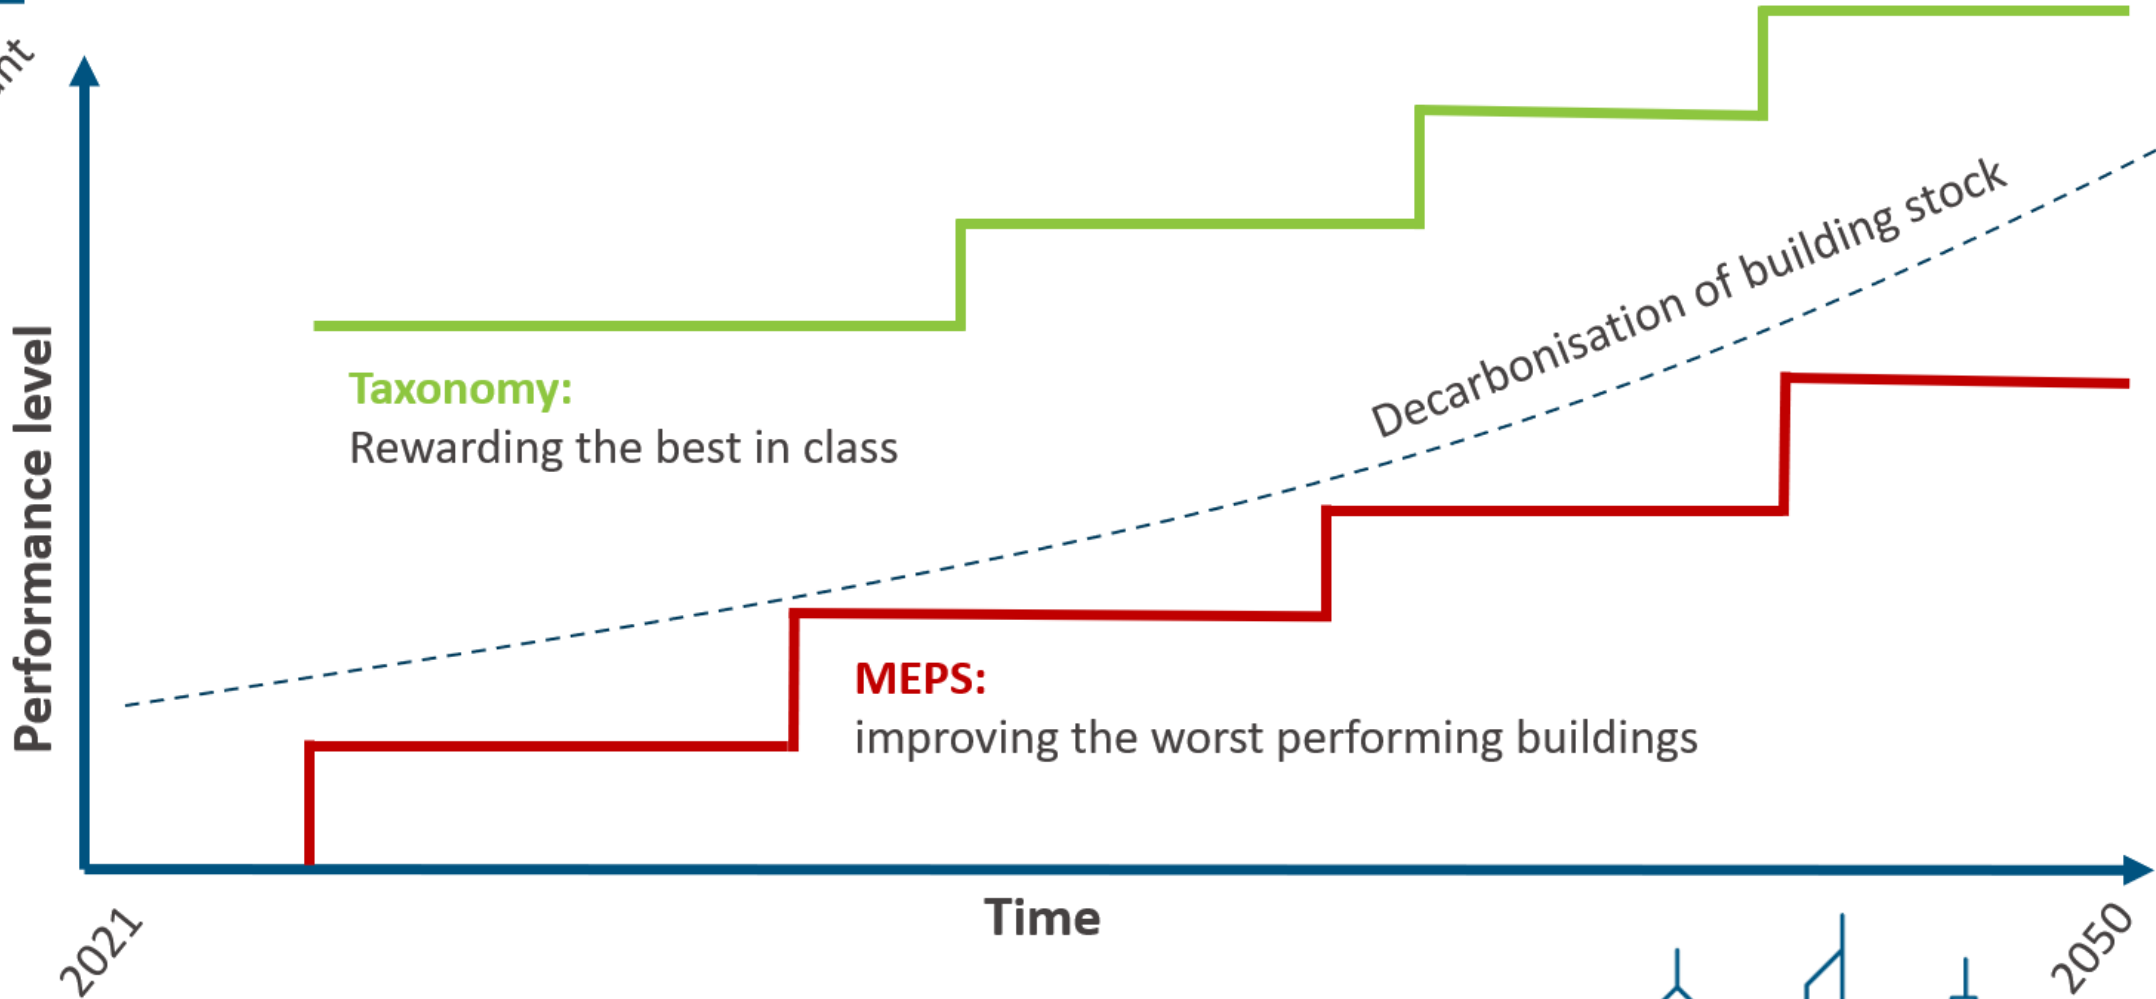 Performance level
Taxonomy:
Rewarding the best in class
Decarbonisation of building stock
MEPS:
improving the worst performing buildings
Time
2021
2050